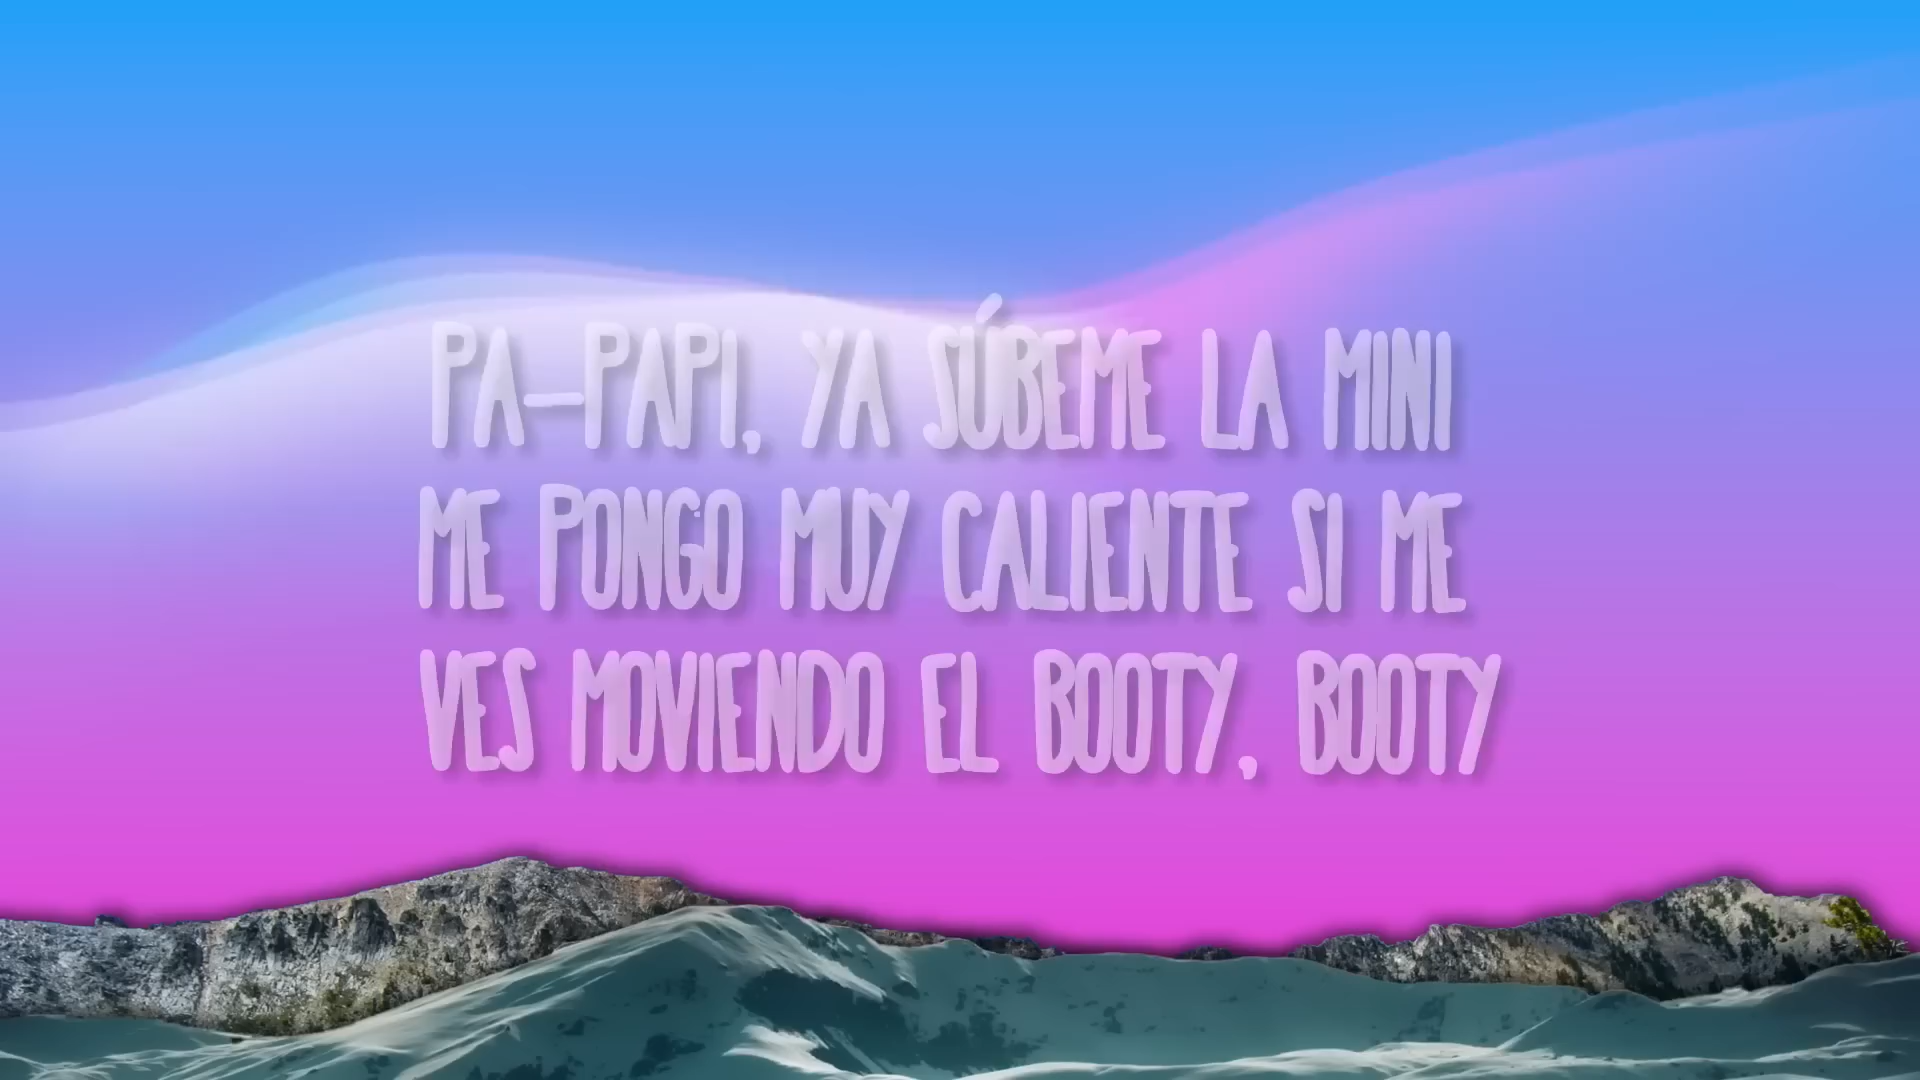 PA-PAPI, YA SÚBEME LA MINI
ME PONGO MUY CALIENTE SI ME
VES MOVIENDO EL BOOTY, BOOTY